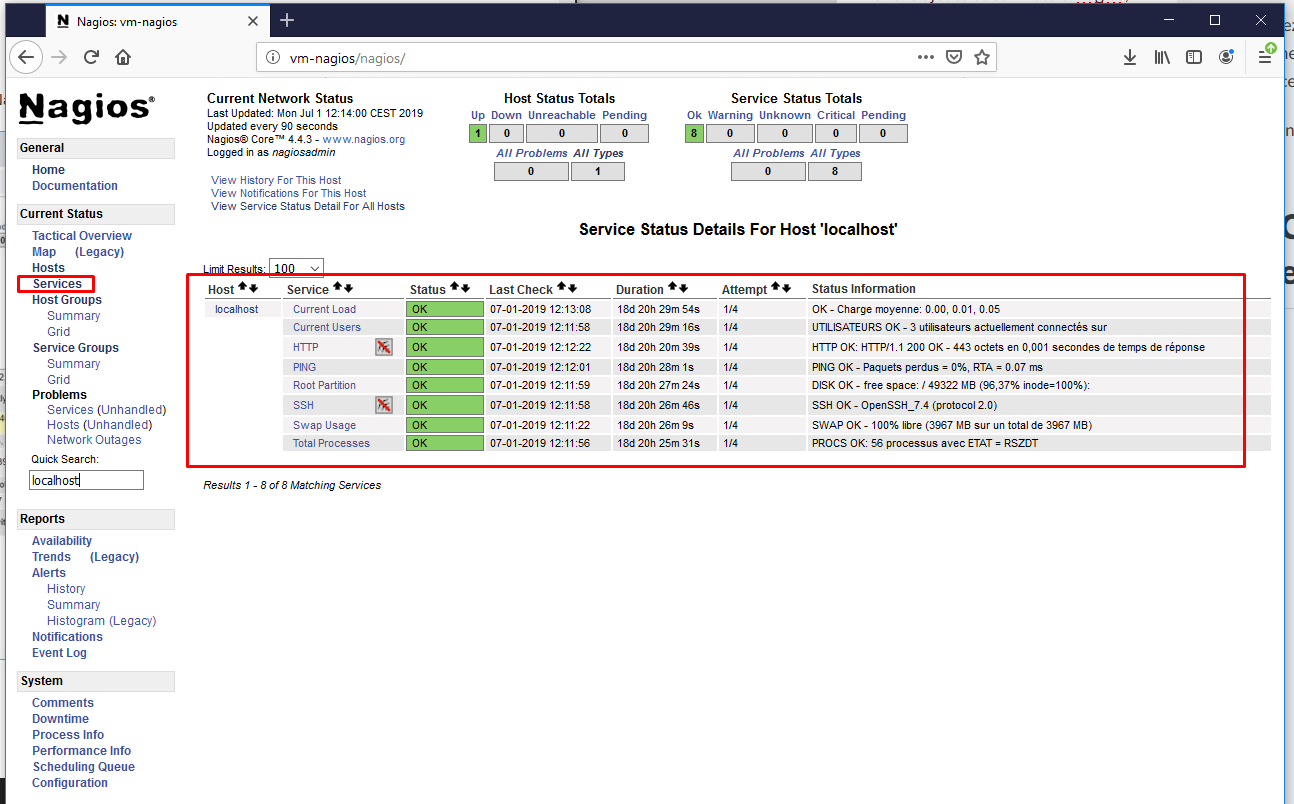 Nagios: vm-nagios
vm-nagios/nagios/
Nagios®
General
Home
Documentation
Current Status
Tactical Overview
Map (Legacy)
Hosts
Services
Host Groups
Summary
Grid
Service Groups
Summary
Grid
Problems
Services (Unhandled)
Hosts (Unhandled)
Network Outages
Quick Search:
localhost
Reports
Availability
Trends (Legacy)
Alerts
History
Summary
Histogram (Legacy)
Notifications
Event Log
System
Comments
Downtime
Process Info
Performance Info
Scheduling Queue
Configuration
Current Network Status
Last Updated: Mon Jul 1 12:14:00 CEST 2019
Updated every 90 seconds
Nagios® Core™ 4.4.3 - www.nagios.org
Logged in as nagiosadmin
View History For This Host
View Notifications For This Host
View Service Status Detail For All Hosts
Host Status Totals
Up Down Unreachable Pending
1 0 0 0
All Problems All Types
0 1
Service Status Totals
Ok Warning Unknown Critical Pending
8 0 0 0 0
All Problems All Types
0 8
Service Status Details For Host 'localhost'
Limit Results: 100
Host Service Status Last Check Duration Attempt Status Information
localhost Current Load OK 07-01-2019 12:13:08 18d 20h 29m 54s 1/4 OK - Charge moyenne: 0.00, 0.01, 0.05
Current Users OK 07-01-2019 12:11:58 18d 20h 29m 16s 1/4 UTILISATEURS OK - 3 utilisateurs actuellement connectés sur
HTTP OK 07-01-2019 12:12:22 18d 20h 20m 39s 1/4 HTTP OK: HTTP/1.1 200 OK - 443 octets en 0,001 secondes de temps de réponse
PING OK 07-01-2019 12:12:01 18d 20h 28m 1s 1/4 PING OK - Paquets perdus = 0%, RTA = 0.07 ms
Root Partition OK 07-01-2019 12:11:59 18d 20h 27m 24s 1/4 DISK OK - free space: / 49322 MB (96,37% inode=100%):
SSH OK 07-01-2019 12:11:58 18d 20h 26m 46s 1/4 SSH OK - OpenSSH_7.4 (protocol 2.0)
Swap Usage OK 07-01-2019 12:11:22 18d 20h 26m 9s 1/4 SWAP OK - 100% libre (3967 MB sur un total de 3967 MB)
Total Processes OK 07-01-2019 12:11:56 18d 20h 25m 31s 1/4 PROCS OK: 56 processus avec ETAT = RSZDT
Results 1 - 8 of 8 Matching Services